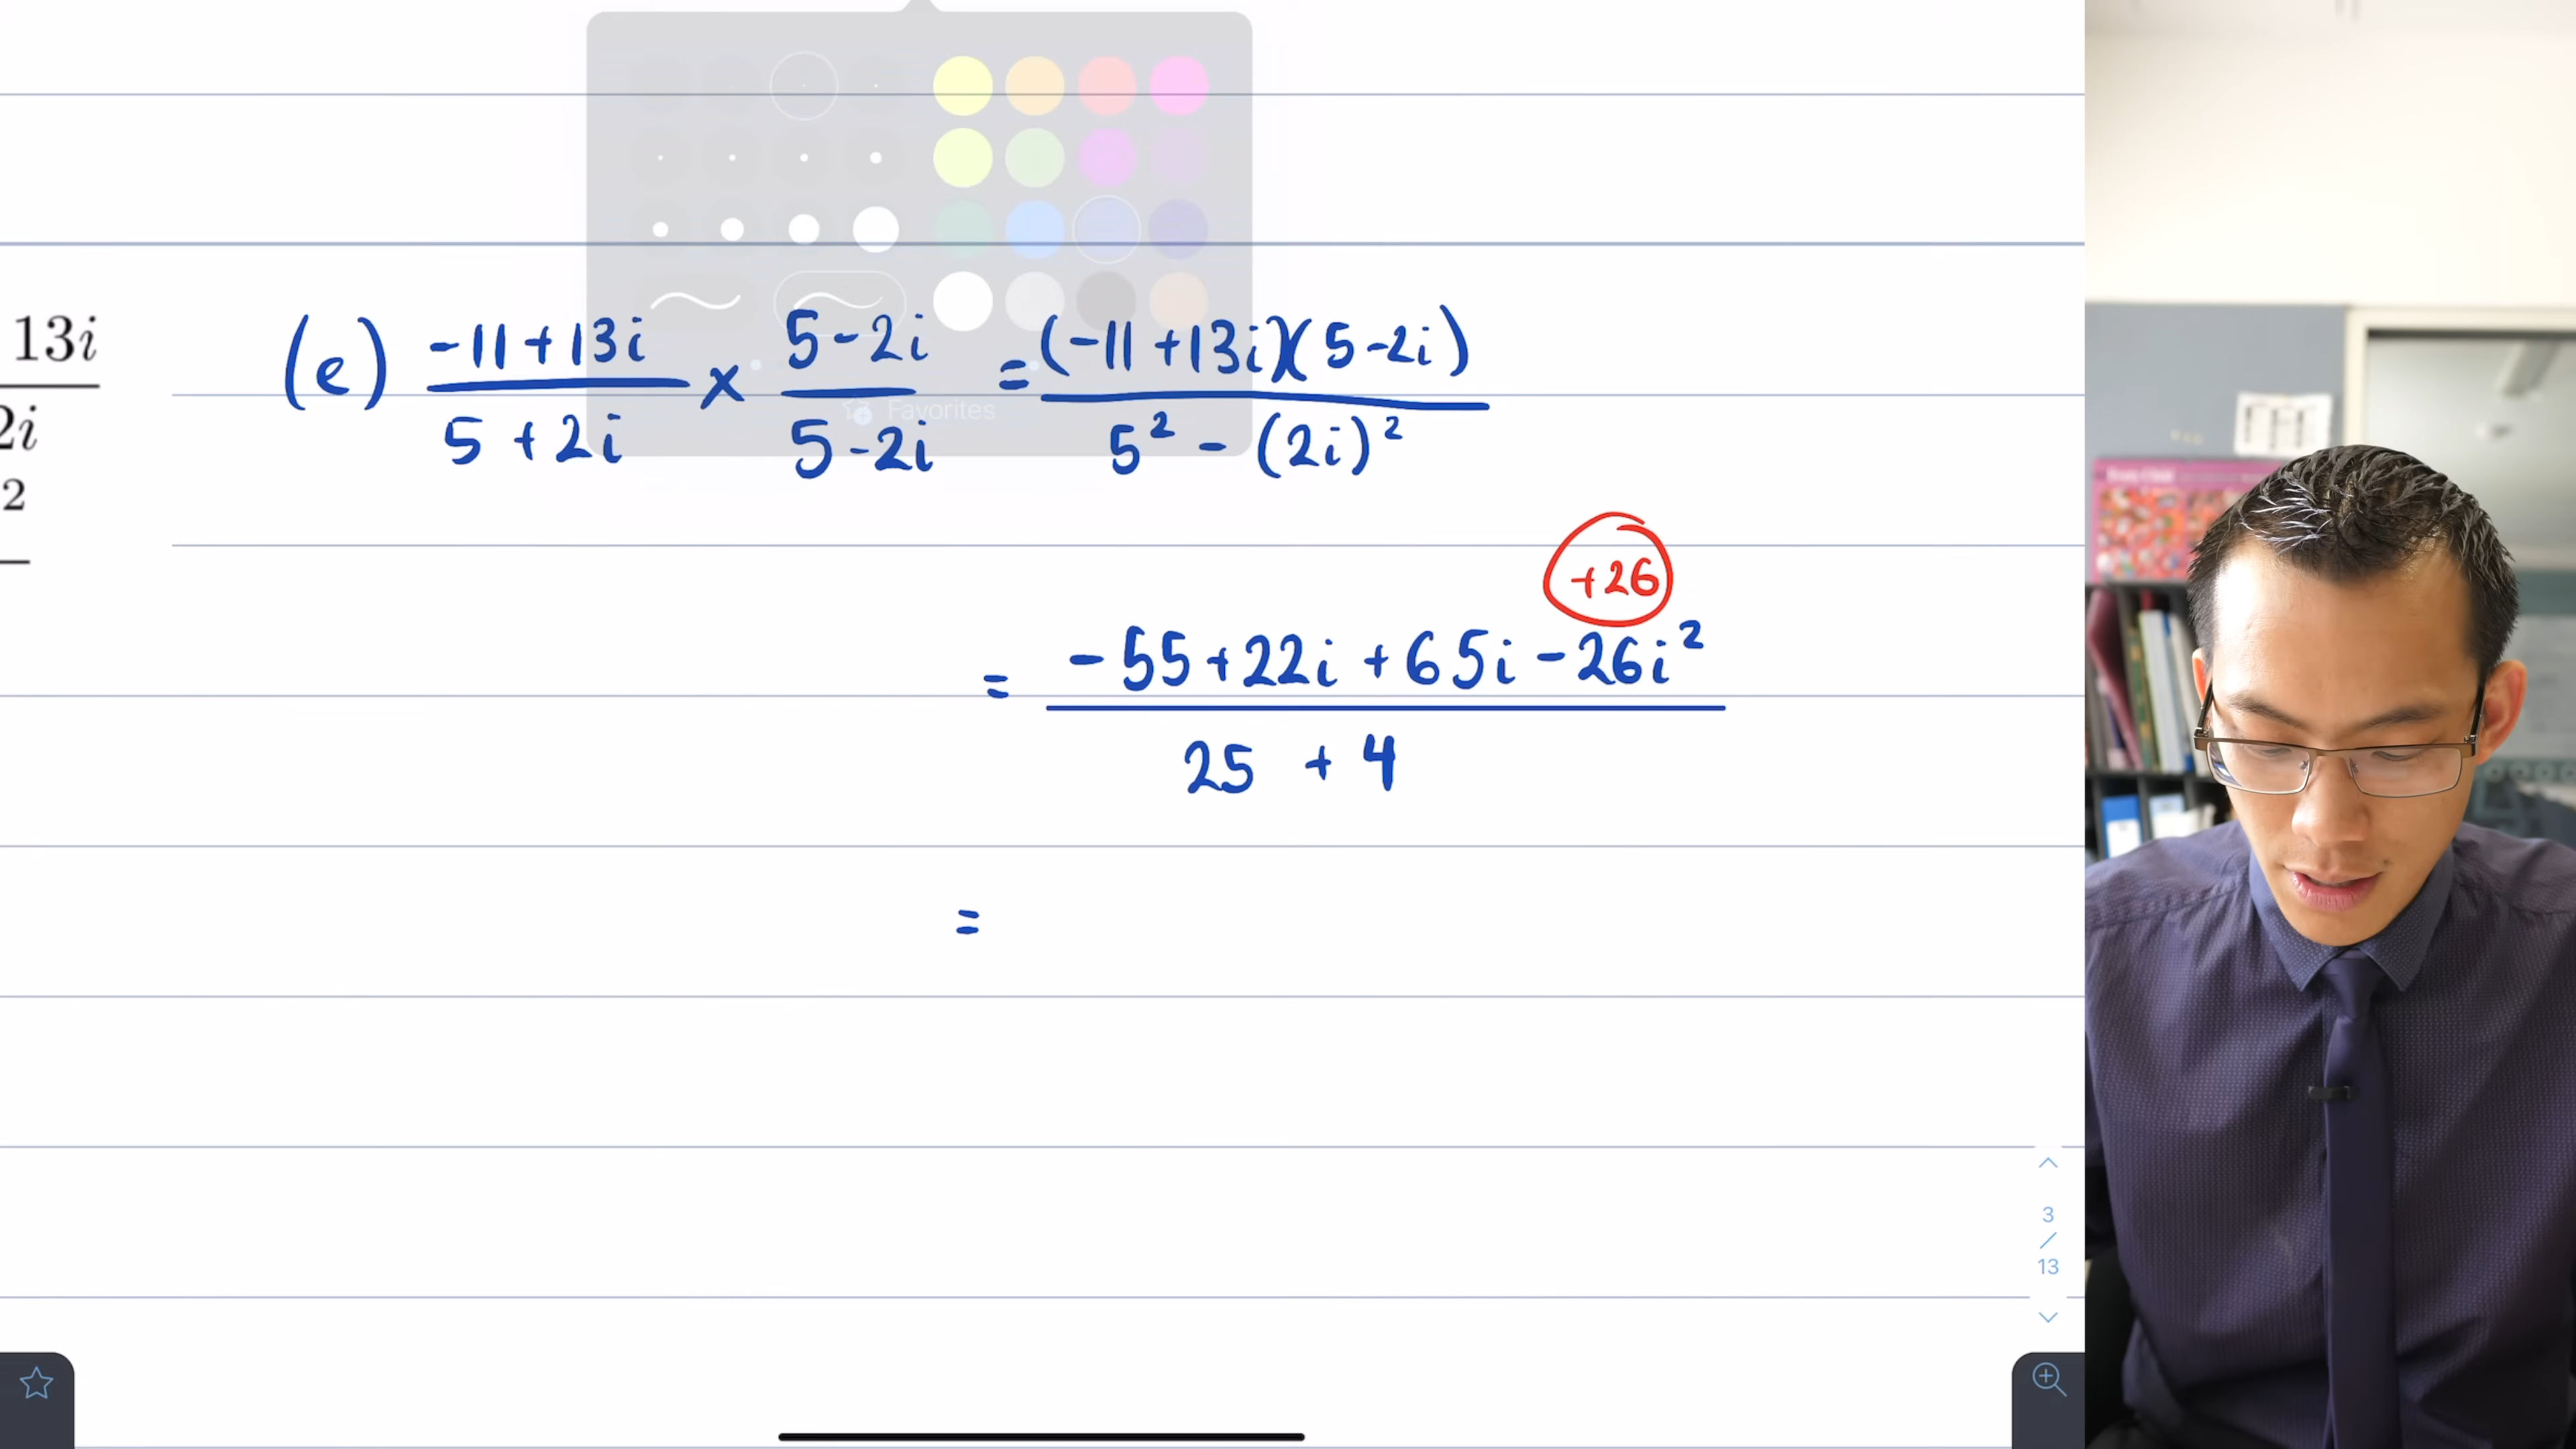 Favorites
13i
2i
2
(e) -11+13i / 5+2i × 5-2i / 5-2i = (-11+13i)(5-2i) / 5² - (2i)²
+26
= -55+22i+65i-26i² / 25 + 4
=
3
/
13